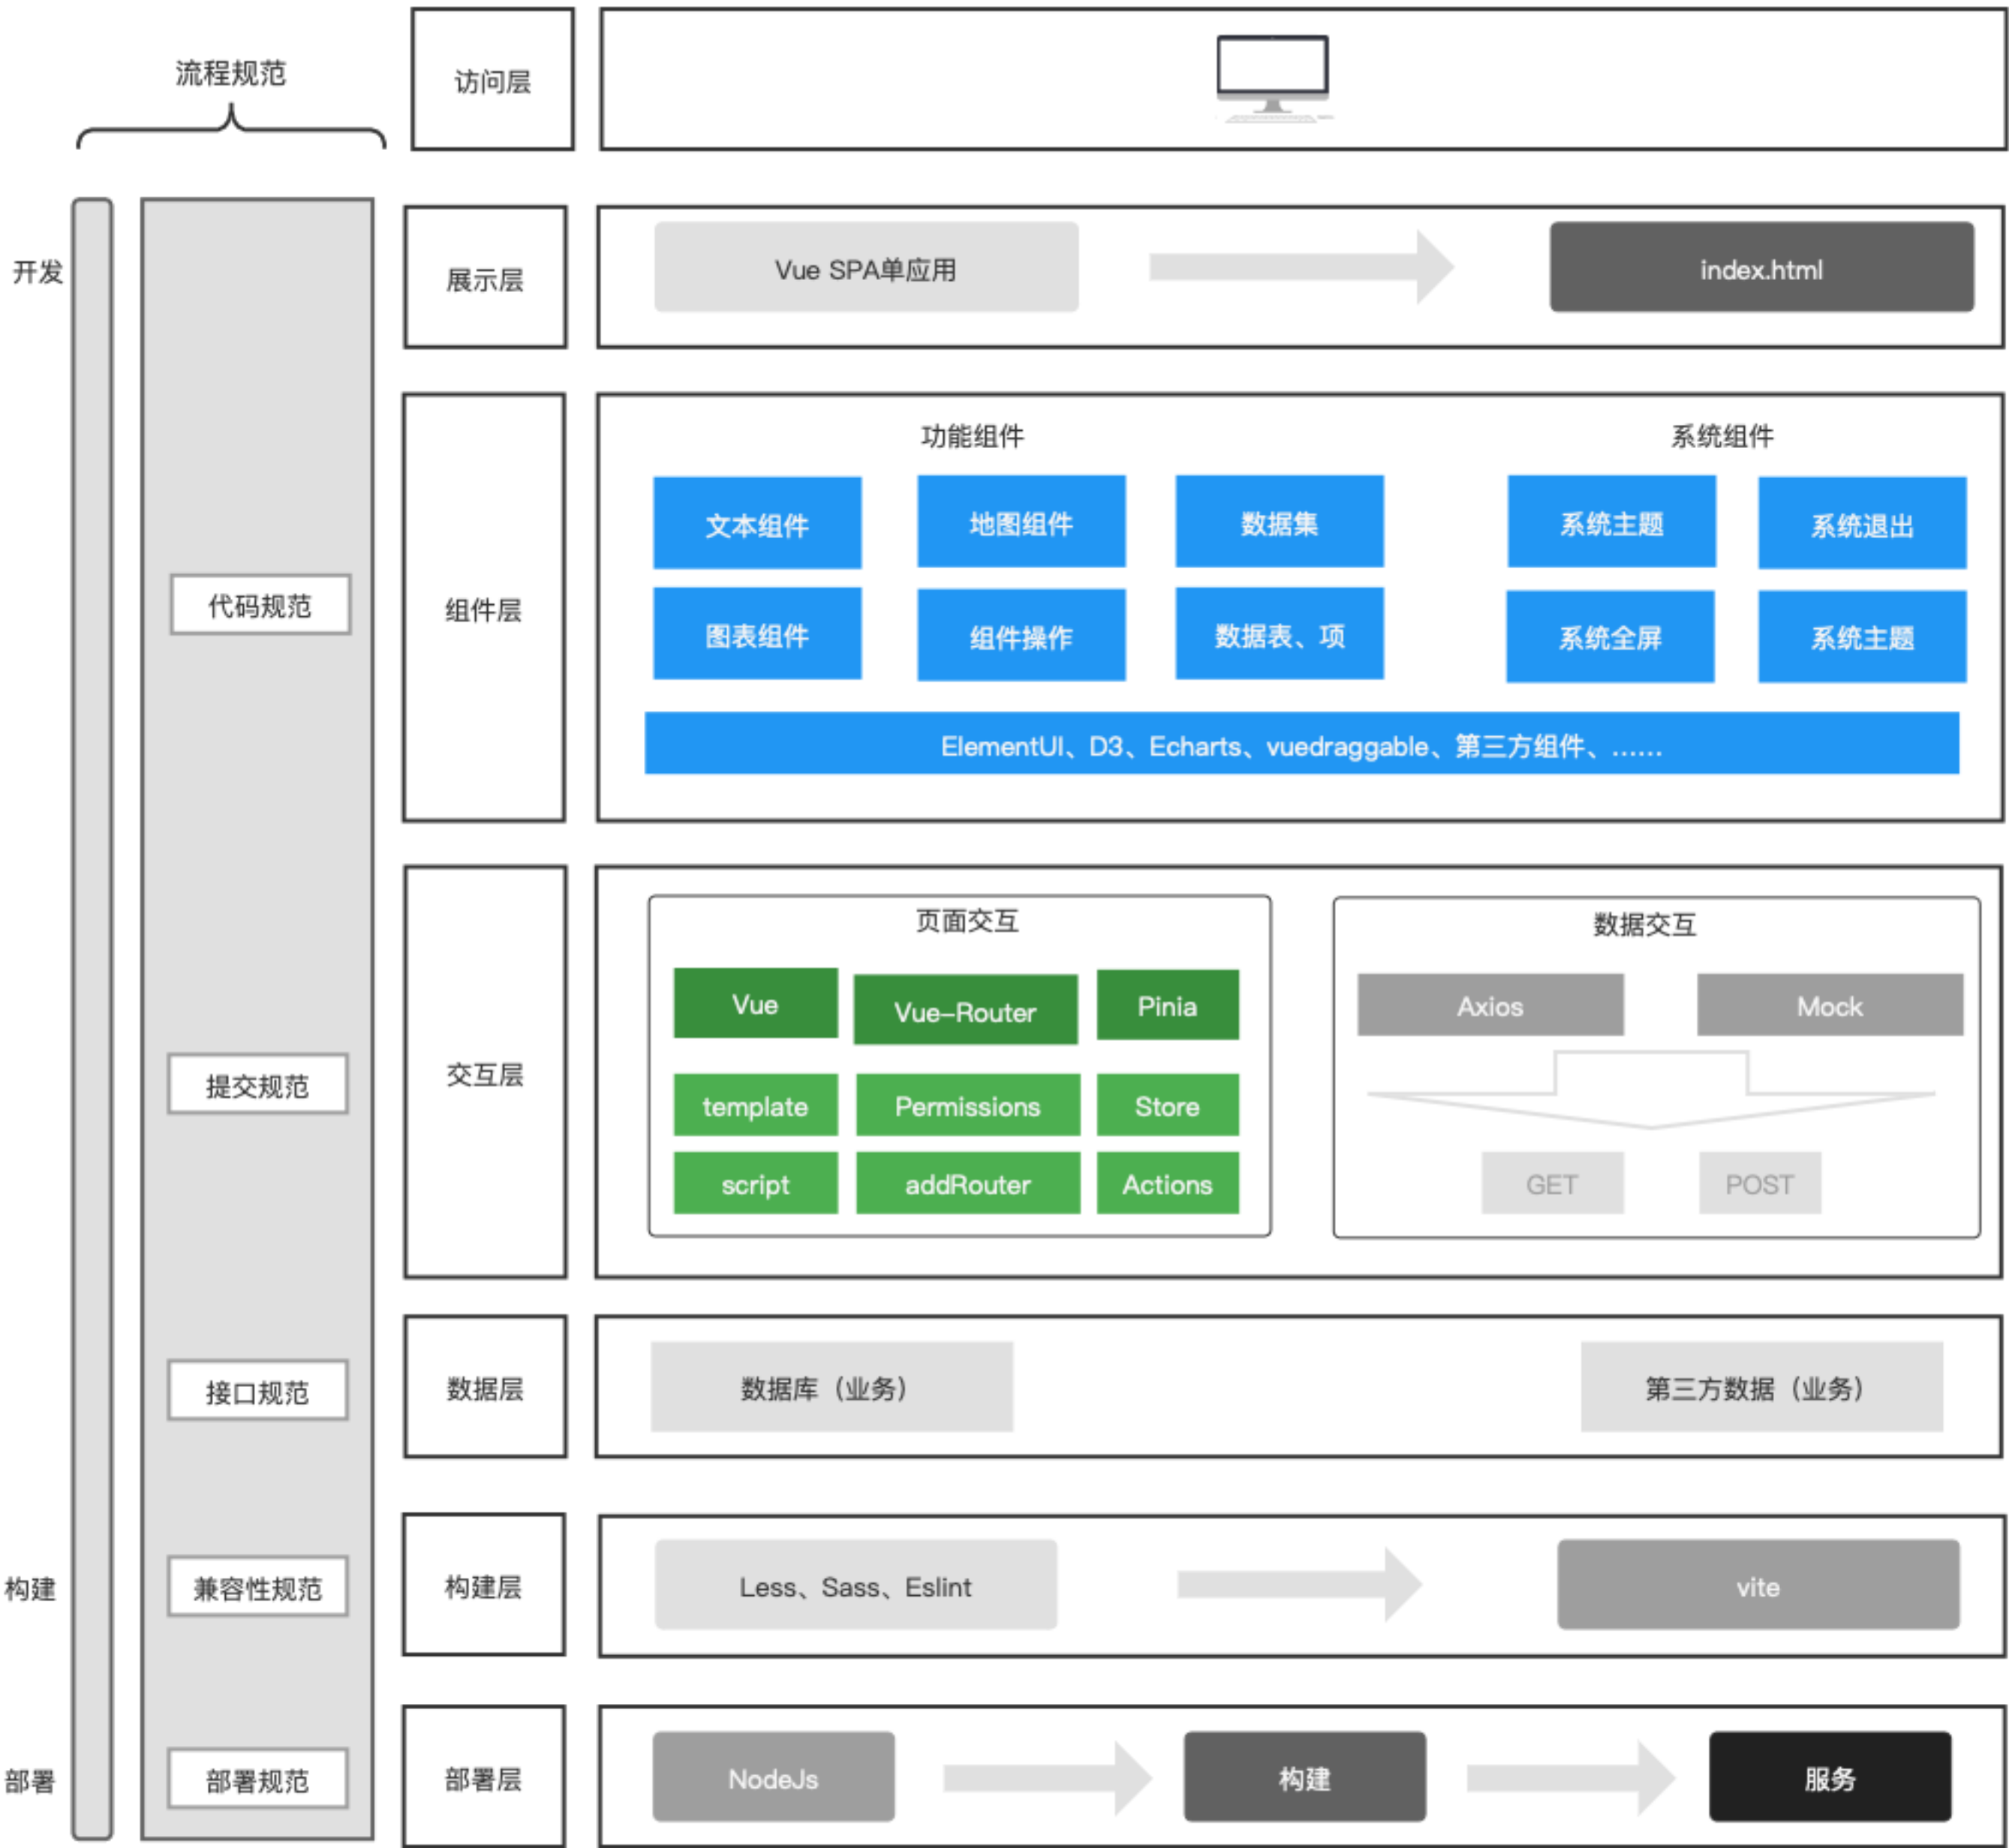 流程规范
访问层
开发
展示层
Vue SPA单应用
index.html
代码规范
组件层
功能组件
系统组件
文本组件
地图组件
数据集
系统主题
系统退出
图表组件
组件操作
数据表、项
系统全屏
系统主题
ElementUI、D3、Echarts、vuedraggable、第三方组件、……
提交规范
交互层
页面交互
Vue
Vue-Router
Pinia
template
Permissions
Store
script
addRouter
Actions
数据交互
Axios
Mock
GET
POST
接口规范
数据层
数据库（业务）
第三方数据（业务）
构建
兼容性规范
构建层
Less、Sass、Eslint
vite
部署
部署规范
部署层
NodeJs
构建
服务